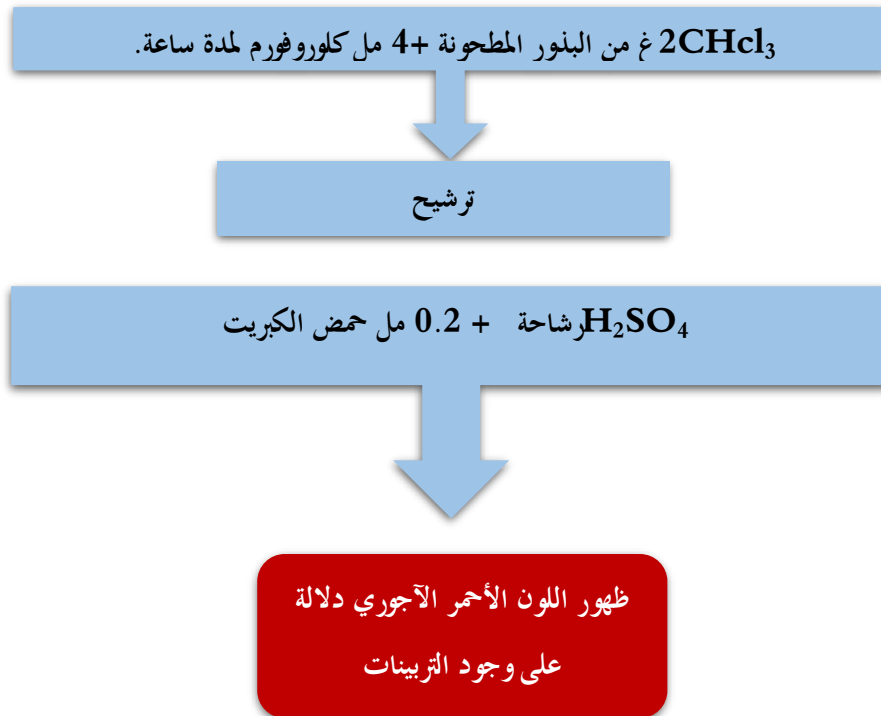 2CHcl₃ غ من البذور المطحونة +4 مل كلوروفورم لمدة ساعة.
ترشيح
H₂SO₄رشاحة + 0.2 مل حمض الكبريت
ظهور اللون الأحمر الآجوري دلالة
على وجود التربينات